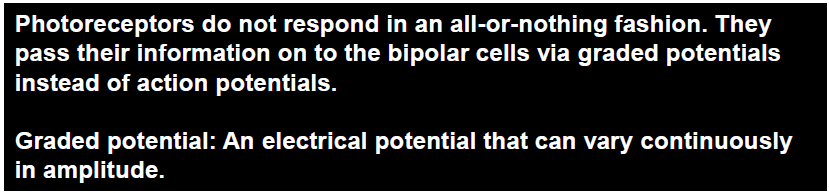 Photoreceptors do not respond in an all-or-nothing fashion. They
pass their information on to the bipolar cells via graded potentials
instead of action potentials.
Graded potential: An electrical potential that can vary continuously
in amplitude.